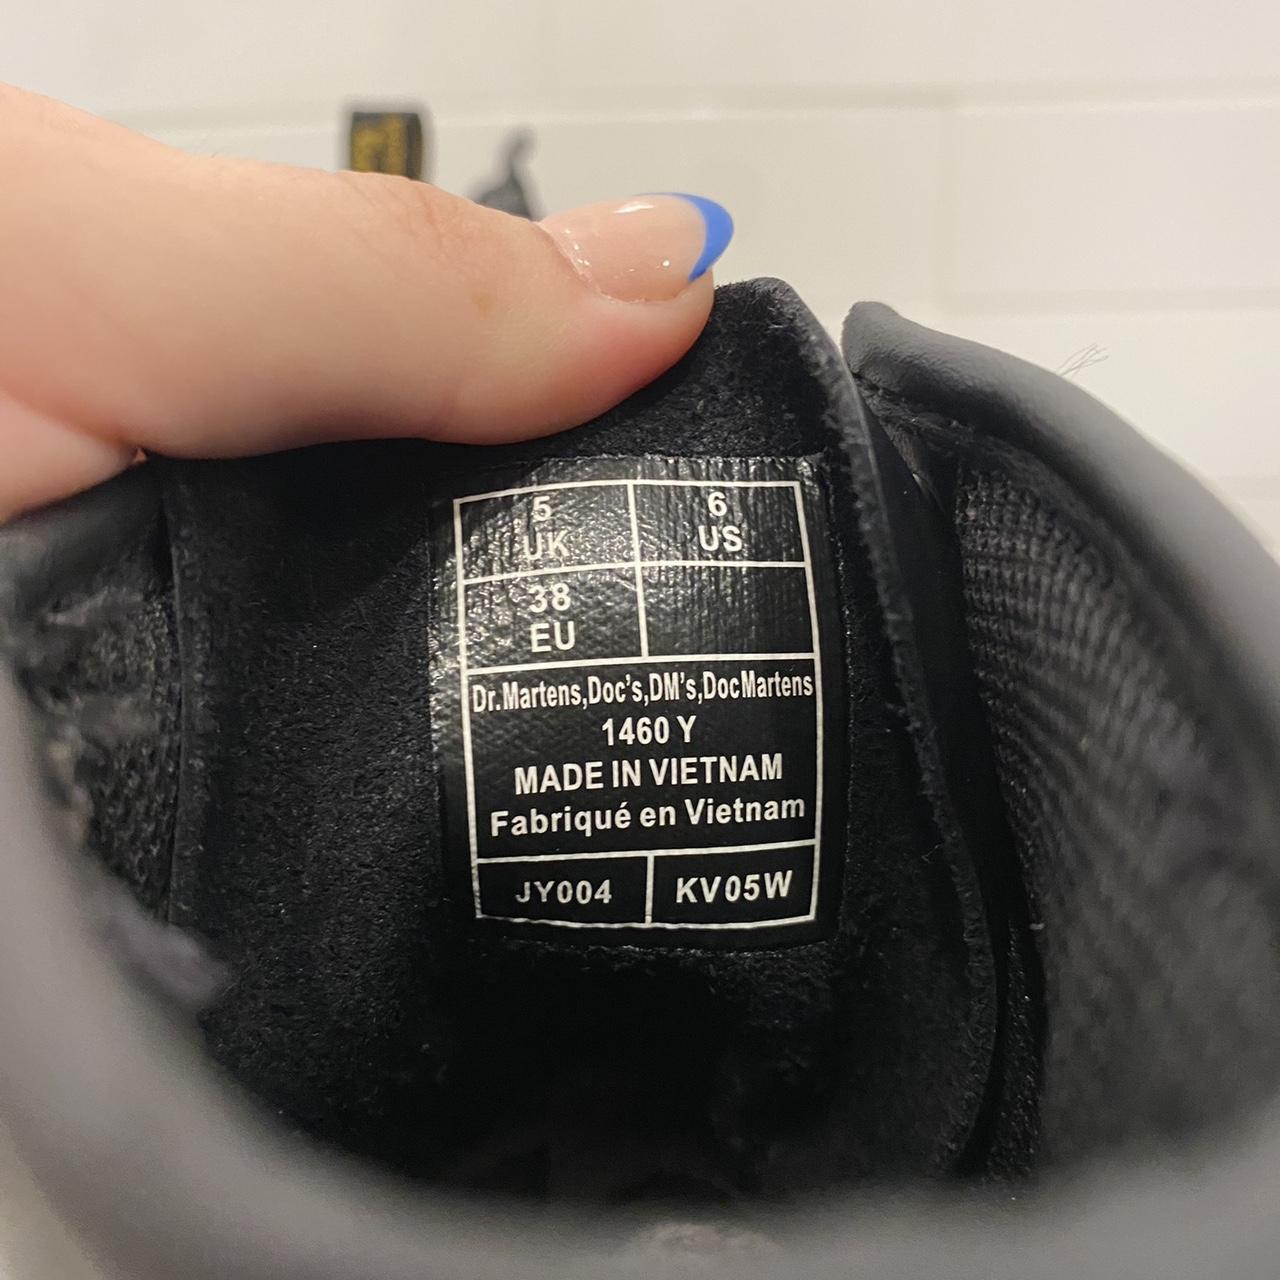 5
UK
6
US
38
EU
Dr.Martens,Doc's,DM's,DocMartens
1460 Y
MADE IN VIETNAM
Fabriqué en Vietnam
JY004
KV05W